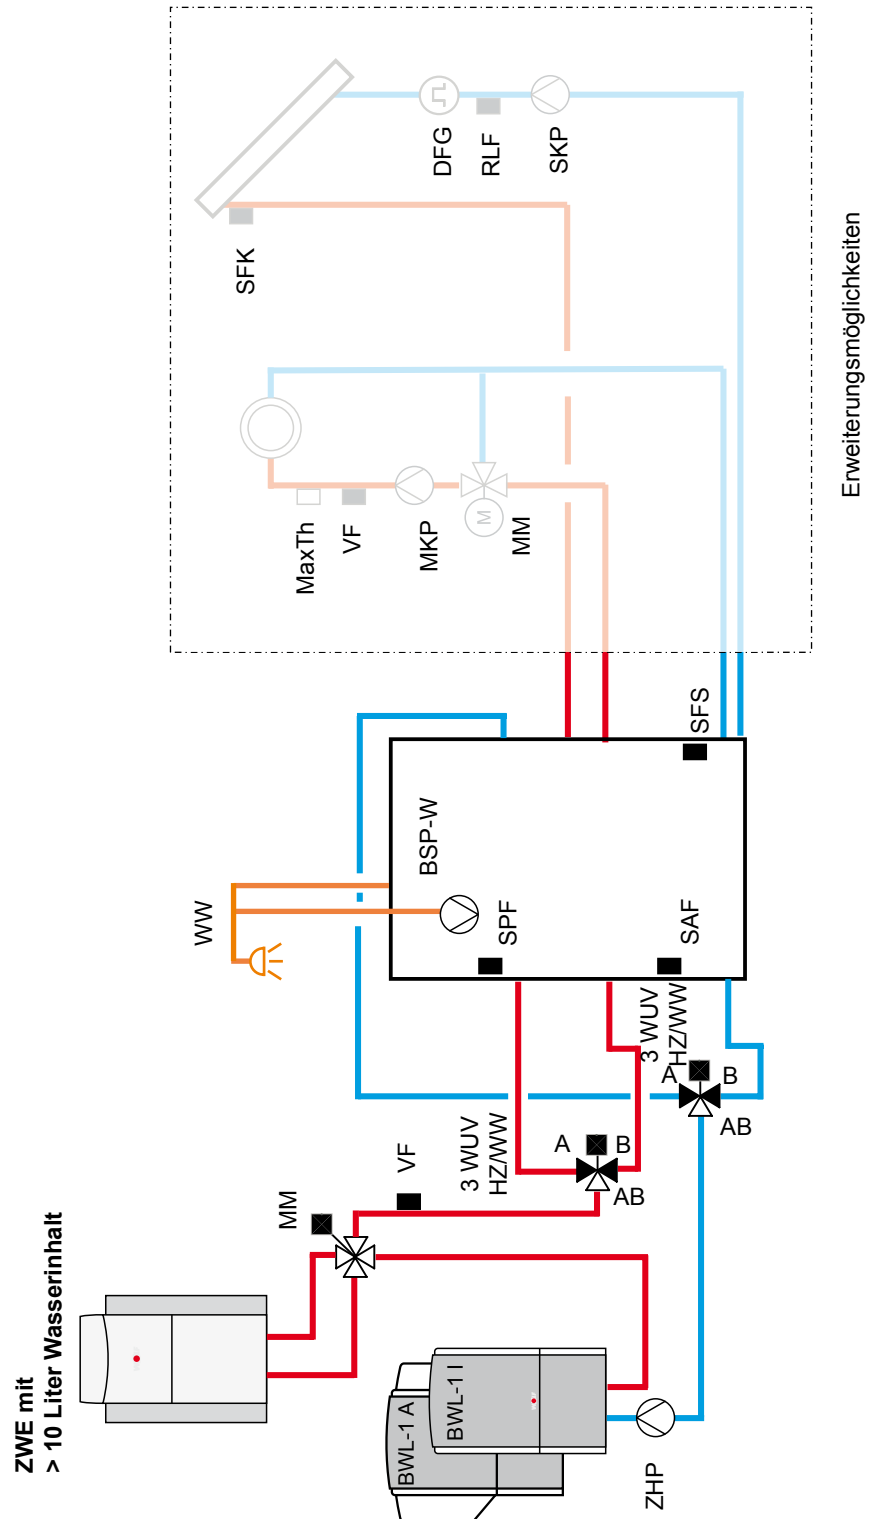 ZWE mit
> 10 Liter Wasserinhalt
BWL-1 A
BWL-1 I
ZHP
MM
VF
3 WUV
HZ/WW
A
B
AB
3 WUV
HZ/WW
A
B
AB
WW
BSP-W
SPF
SAF
SFS
MaxTh
VF
MKP
M
MM
SFK
DFG
RLF
SKP
Erweiterungsmöglichkeiten